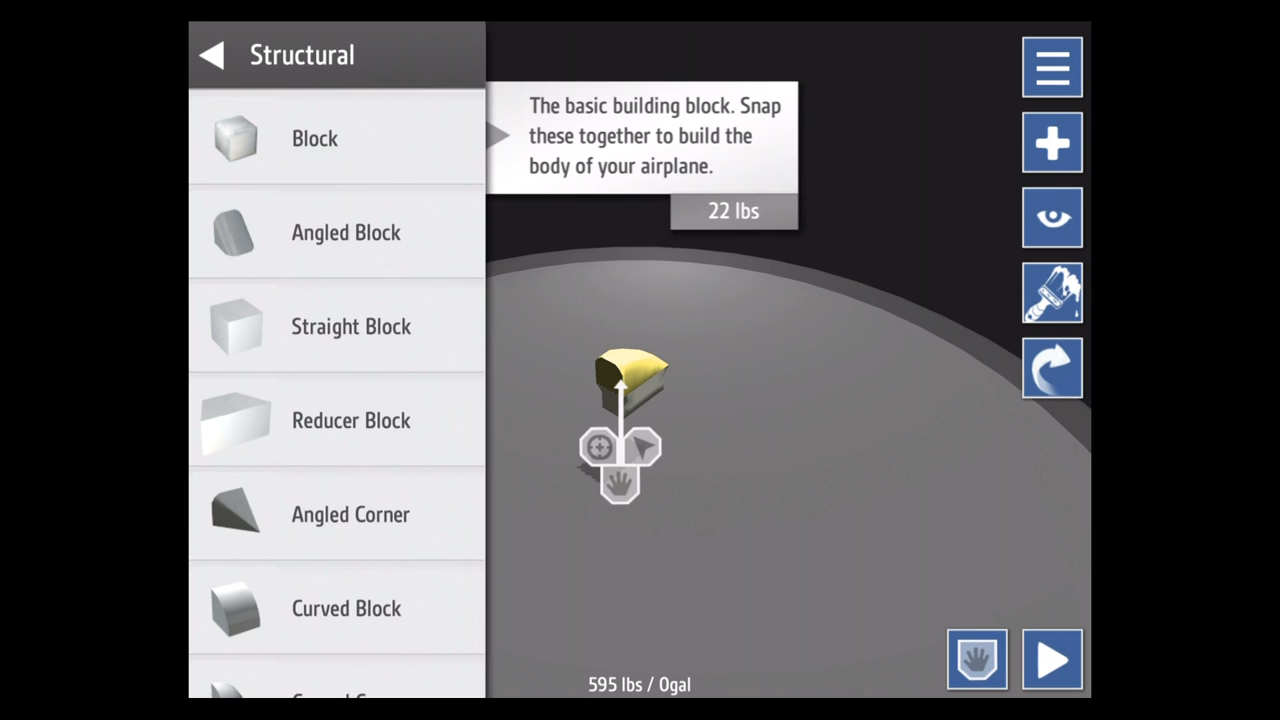 Structural
Block
Angled Block
Straight Block
Reducer Block
Angled Corner
Curved Block
The basic building block. Snap
these together to build the
body of your airplane.
22 lbs
595 lbs / 0gal